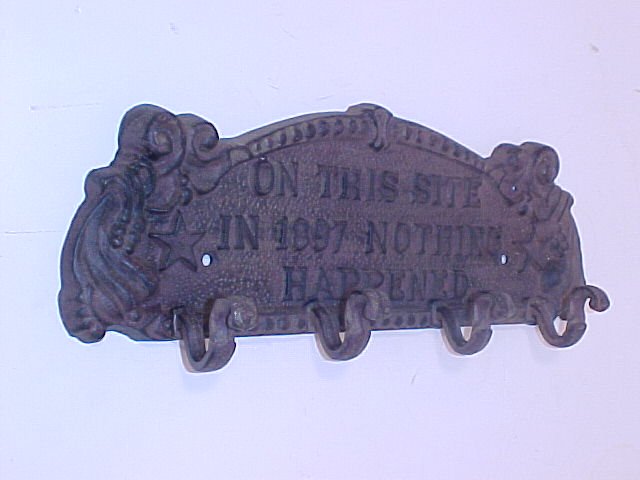 ON THIS SITE
IN 1897 NOTHING
HAPPENED